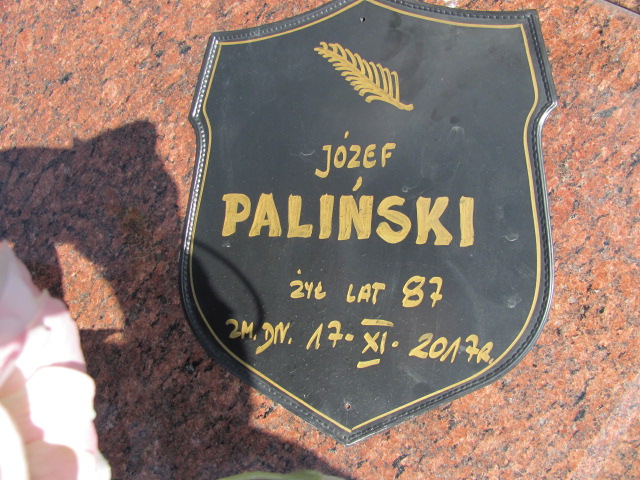 JÓZEF
PALIŃSKI
ŻYŁ LAT 87
ZM. DN. 17-XI-2017R.